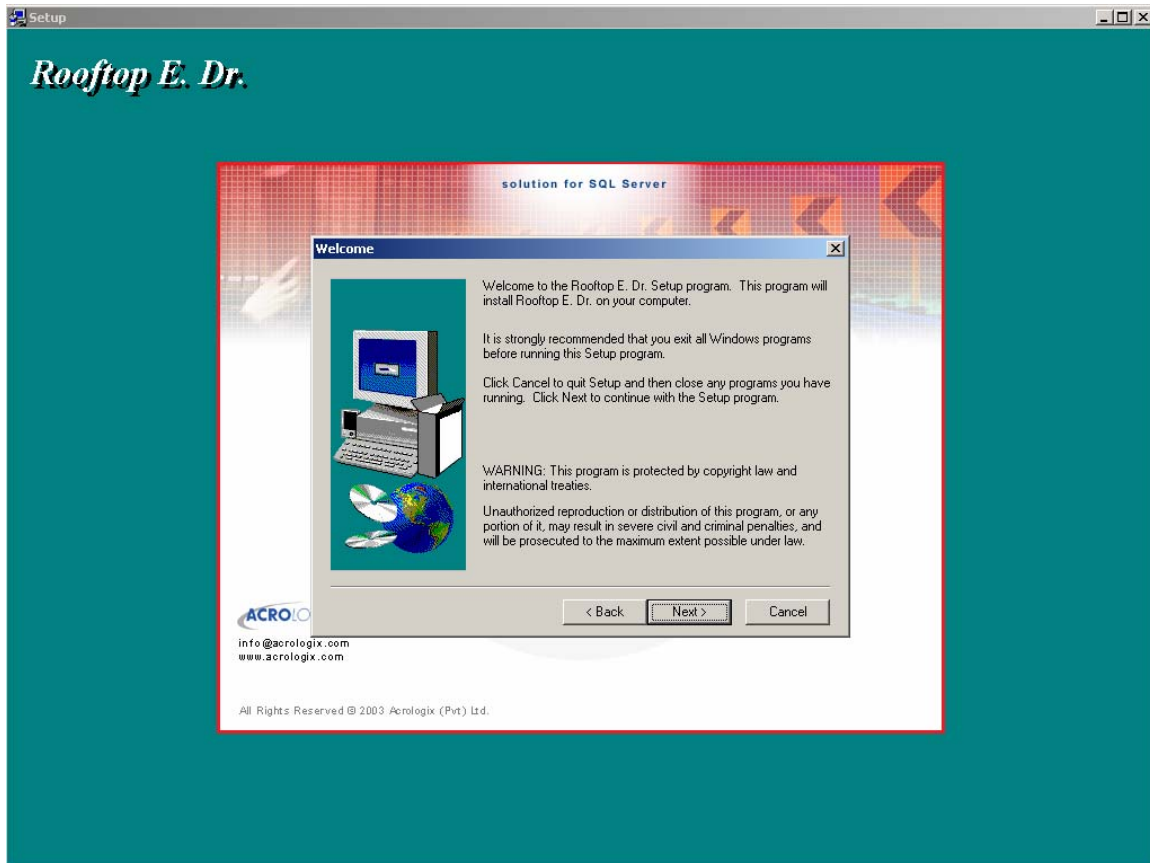 Setup
Rooftop E. Dr.
solution for SQL Server
Welcome
Welcome to the Rooftop E. Dr. Setup program. This program will
install Rooftop E. Dr. on your computer.
It is strongly recommended that you exit all Windows programs
before running this Setup program.
Click Cancel to quit Setup and then close any programs you have
running. Click Next to continue with the Setup program.
WARNING: This program is protected by copyright law and
international treaties.
Unauthorized reproduction or distribution of this program, or any
portion of it, may result in severe civil and criminal penalties, and
will be prosecuted to the maximum extent possible under law.
< Back Next > Cancel
ACROLO
info@acrologix.com
www.acrologix.com
All Rights Reserved © 2003 Acrologix (Pvt) Ltd.